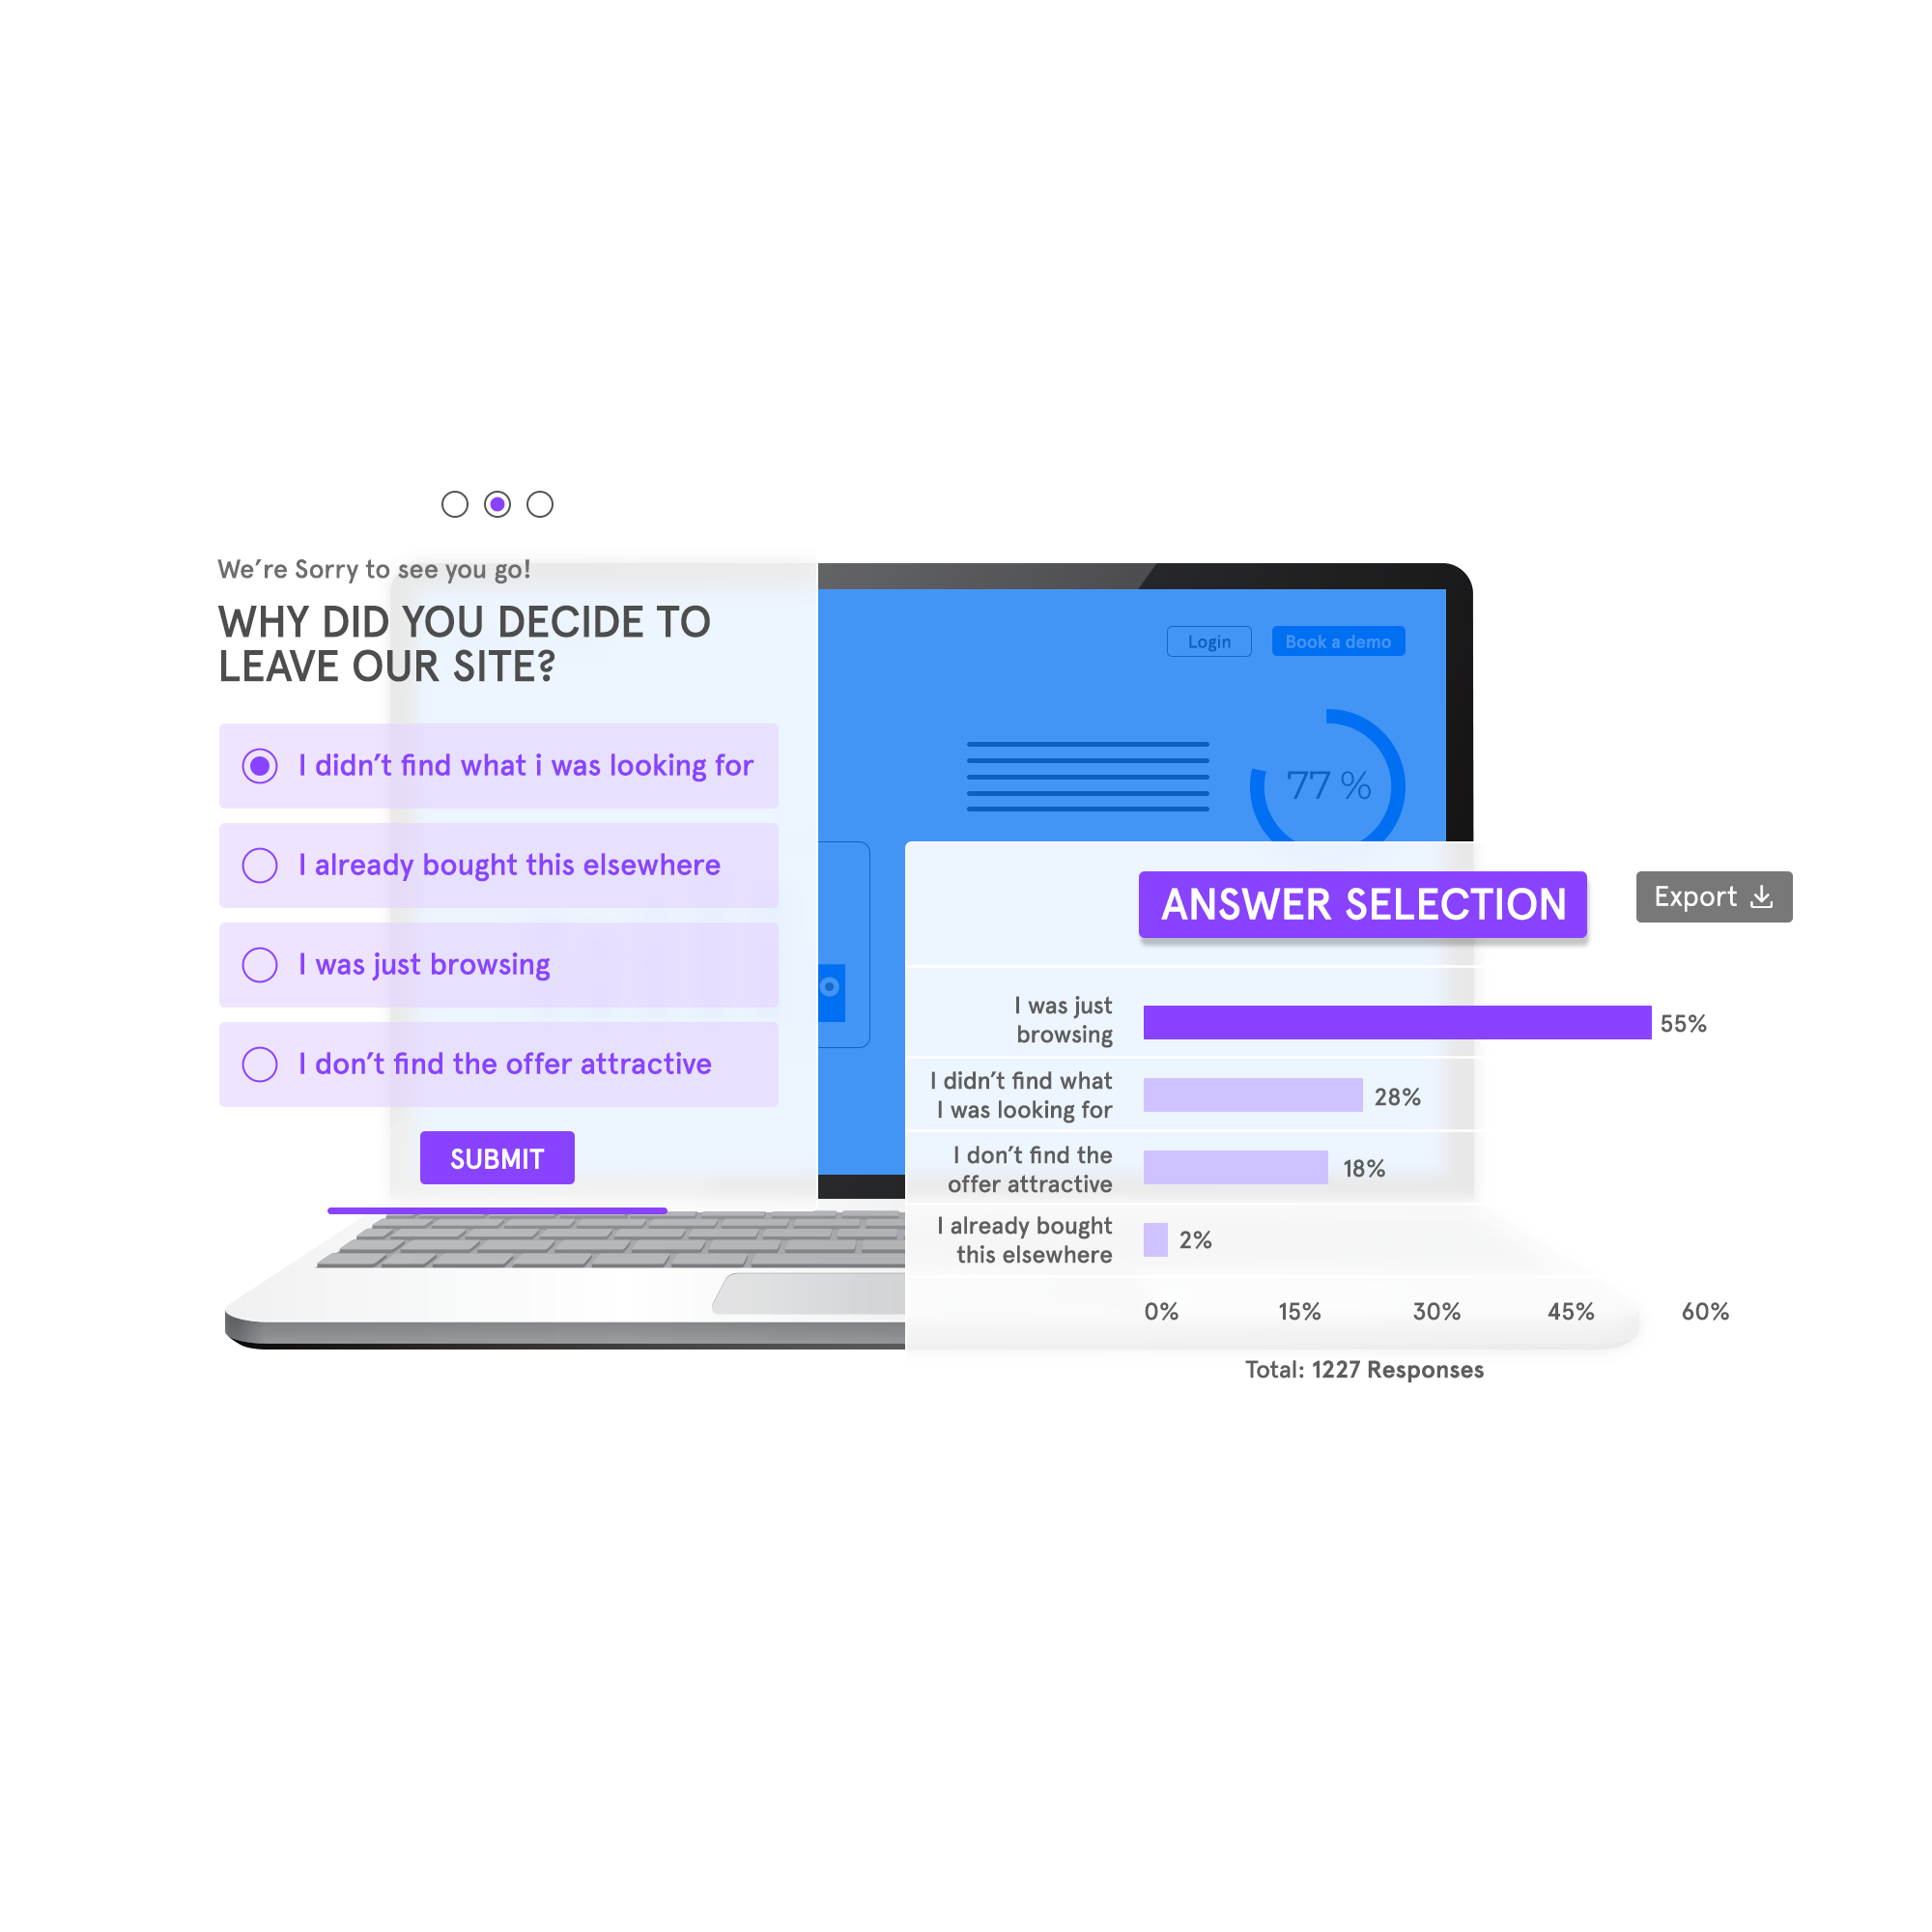 We’re Sorry to see you go!
WHY DID YOU DECIDE TO
LEAVE OUR SITE?
I didn’t find what i was looking for
I already bought this elsewhere
I was just browsing
I don’t find the offer attractive
SUBMIT
Login
Book a demo
77 %
ANSWER SELECTION
Export
I was just
browsing
55%
I didn’t find what
I was looking for
28%
I don’t find the
offer attractive
18%
I already bought
this elsewhere
2%
0% 15% 30% 45% 60%
Total: 1227 Responses